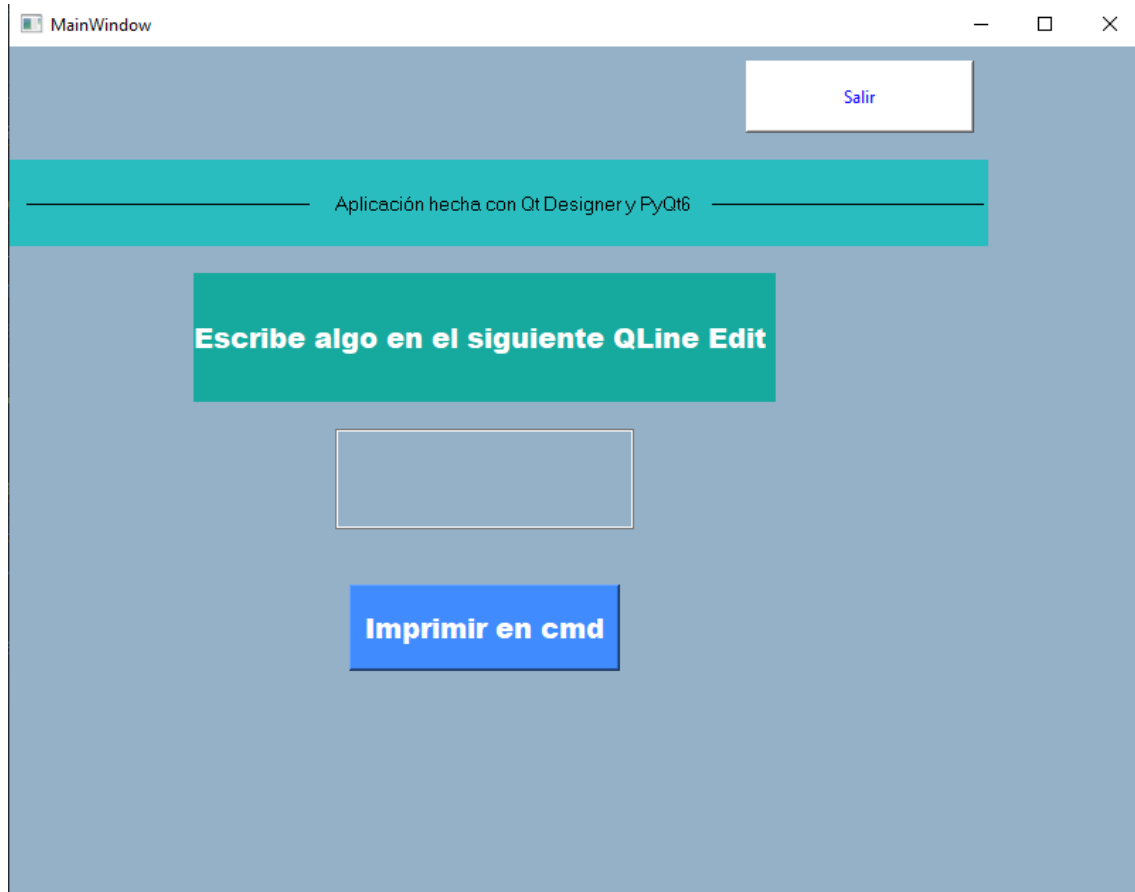 MainWindow
Salir
Aplicación hecha con Qt Designer y PyQt6
Escribe algo en el siguiente QLine Edit
Imprimir en cmd